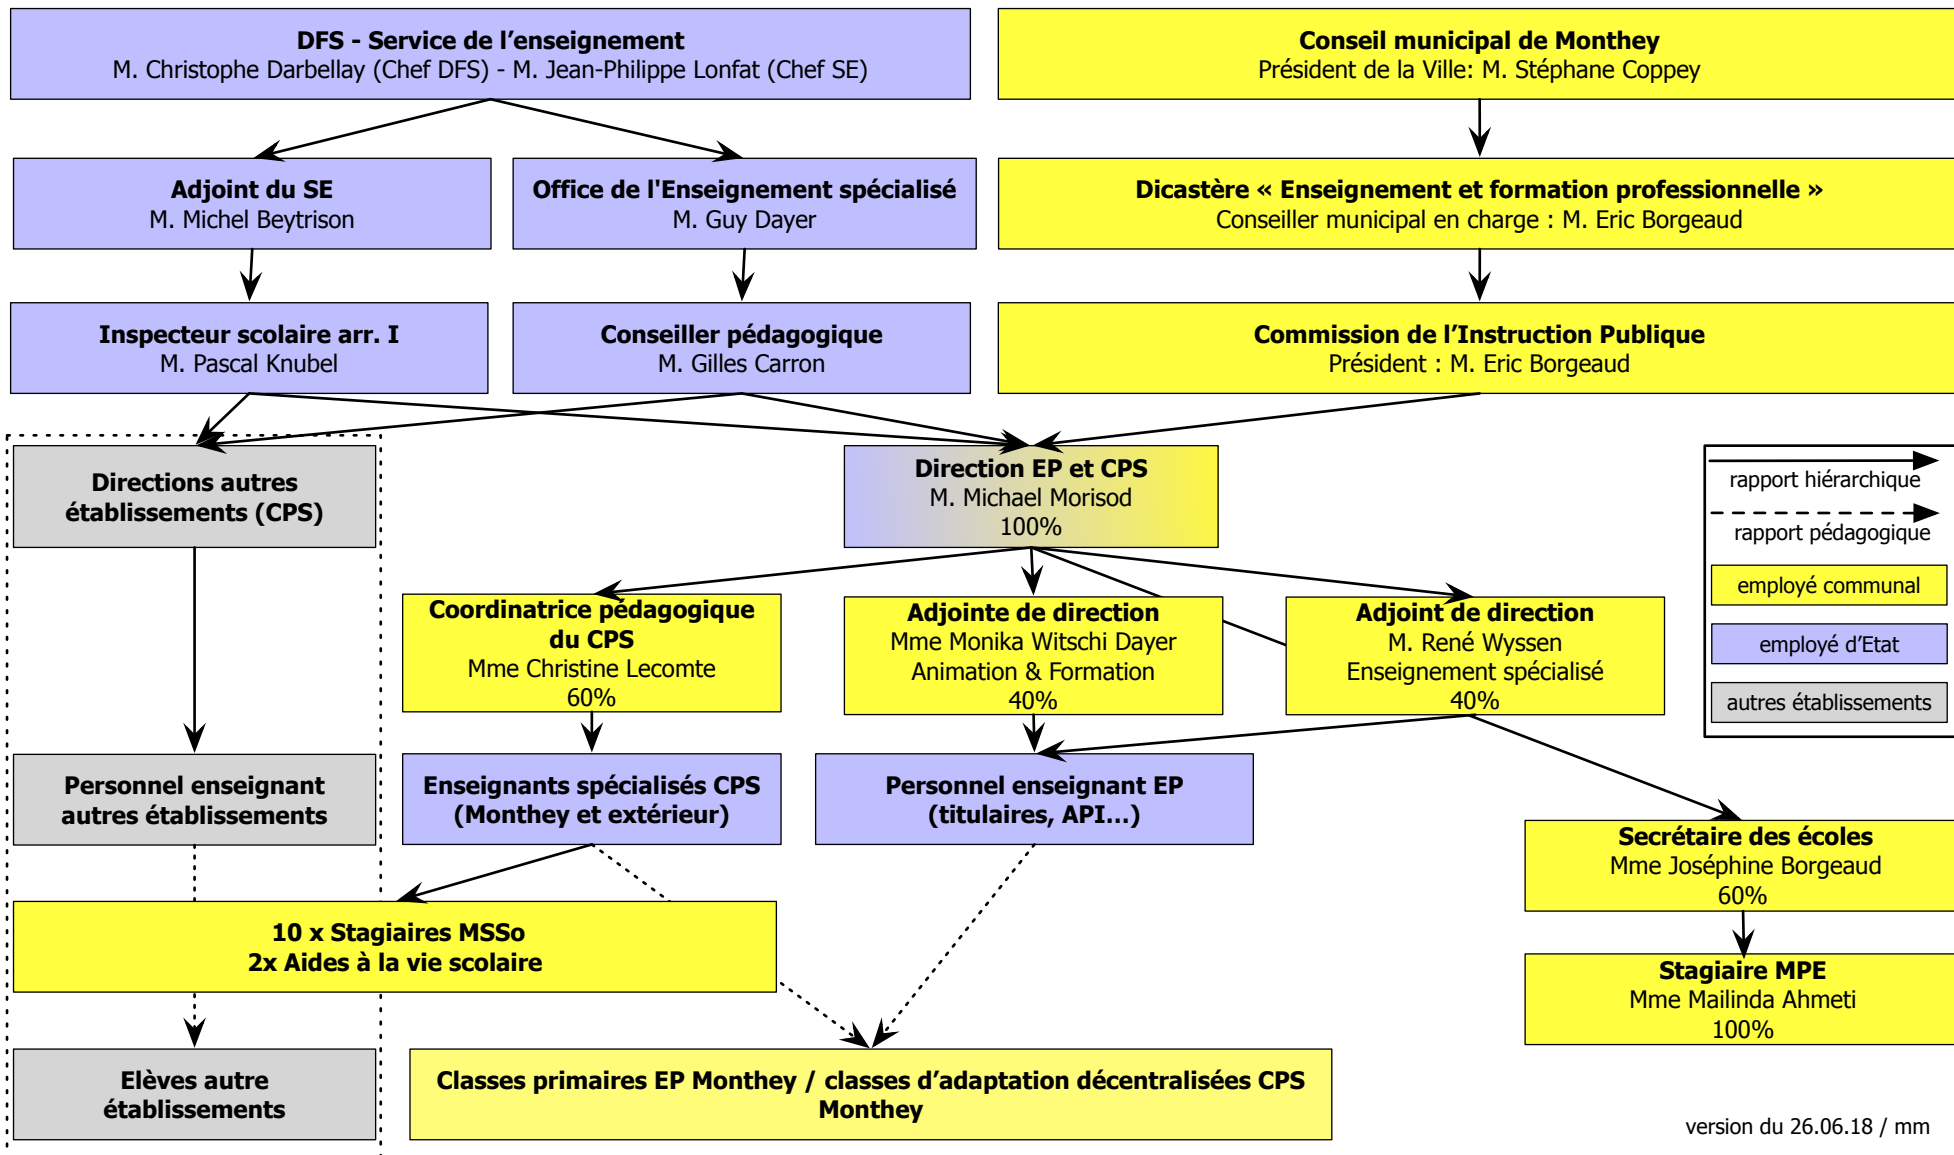 DFS - Service de l'enseignement
M. Christophe Darbellay (Chef DFS) - M. Jean-Philippe Lonfat (Chef SE)
Conseil municipal de Monthey
Président de la Ville: M. Stéphane Coppey
Adjoint du SE
M. Michel Beytrison
Office de l'Enseignement spécialisé
M. Guy Dayer
Dicastère « Enseignement et formation professionnelle »
Conseiller municipal en charge : M. Eric Borgeaud
Inspecteur scolaire arr. I
M. Pascal Knubel
Conseiller pédagogique
M. Gilles Carron
Commission de l'Instruction Publique
Président : M. Eric Borgeaud
Directions autres
établissements (CPS)
Direction EP et CPS
M. Michael Morisod
100%
rapport hiérarchique
rapport pédagogique
employé communal
employé d'Etat
autres établissements
Coordinatrice pédagogique
du CPS
Mme Christine Lecomte
60%
Adjointe de direction
Mme Monika Witschi Dayer
Animation & Formation
40%
Adjoint de direction
M. René Wyssen
Enseignement spécialisé
40%
Personnel enseignant
autres établissements
Enseignants spécialisés CPS
(Monthey et extérieur)
Personnel enseignant EP
(titulaires, API...)
Secrétaire des écoles
Mme Joséphine Borgeaud
60%
10 x Stagiaires MSSo
2x Aides à la vie scolaire
Stagiaire MPE
Mme Mailinda Ahmeti
100%
Elèves autre
établissements
Classes primaires EP Monthey / classes d'adaptation décentralisées CPS
Monthey
version du 26.06.18 / mm